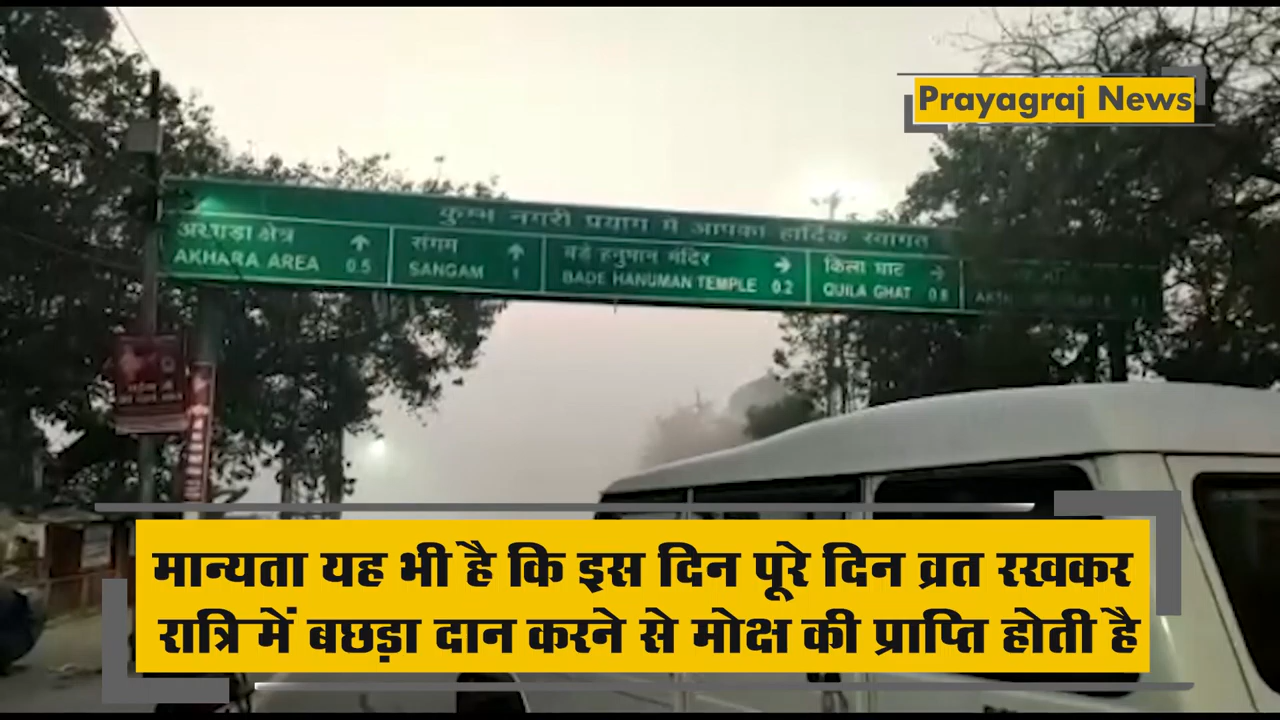 Prayagraj News
कुम्भ नगरी प्रयाग में आपका हार्दिक स्वागत
अखाड़ा क्षेत्र
AKHARA AREA 0.5
संगम
SANGAM 1
बड़े हनुमान मंदिर
BADE HANUMAN TEMPLE 0.2
किला घाट
QUILA GHAT 0.6
मान्यता यह भी है कि इस दिन पूरे दिन व्रत रखकर
रात्रि में बछड़ा दान करने से मोक्ष की प्राप्ति होती है